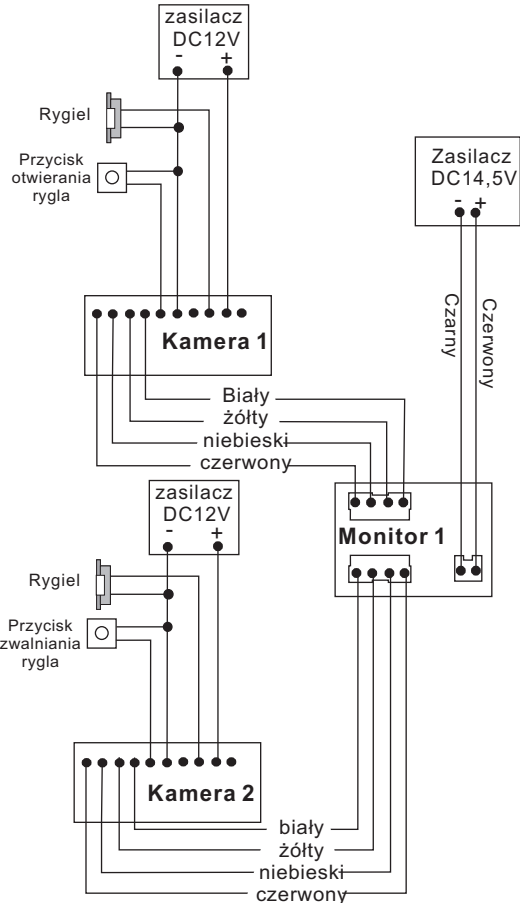 zasilacz
DC12V
- +
Rygiel
Przycisk
otwierania
rygla
Zasilacz
DC14,5V
- +
Czarny
Czerwony
Kamera 1
Biały
żółty
niebieski
czerwony
zasilacz
DC12V
- +
Monitor 1
Rygiel
Przycisk
zwalniania
rygla
Kamera 2
biały
żółty
niebieski
czerwony